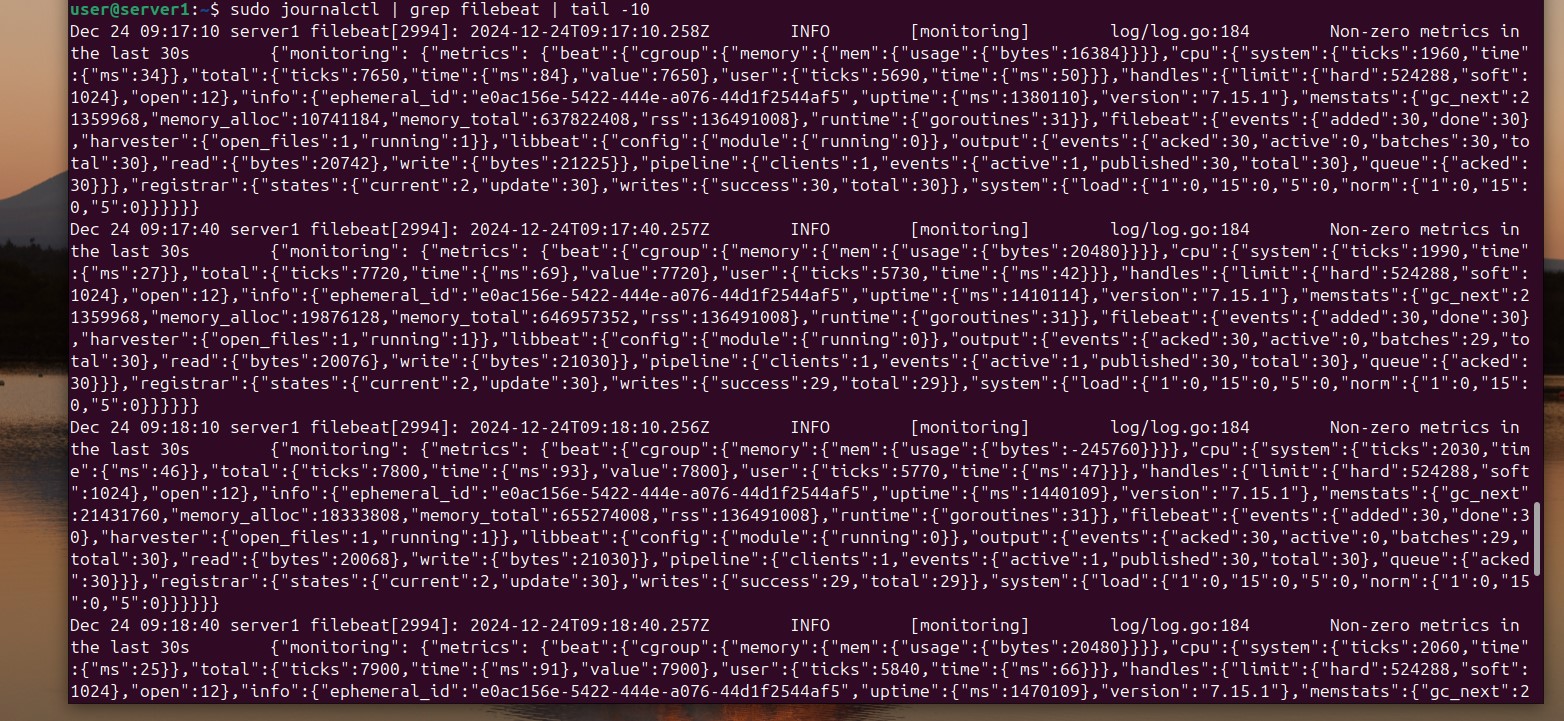 user@server1:~$ sudo journalctl | grep filebeat | tail -10
Dec 24 09:17:10 server1 filebeat[2994]: 2024-12-24T09:17:10.258Z        INFO        [monitoring]        log/log.go:184        Non-zero metrics in
the last 30s        {"monitoring": {"metrics": {"beat":{"cgroup":{"memory":{"mem":{"usage":{"bytes":16384}}}},"cpu":{"system":{"ticks":1960,"time"
:{"ms":34}},"total":{"ticks":7650,"time":{"ms":84},"value":7650},"user":{"ticks":5690,"time":{"ms":50}}},"handles":{"limit":{"hard":524288,"soft":
1024},"open":12},"info":{"ephemeral_id":"e0ac156e-5422-444e-a076-44d1f2544af5","uptime":{"ms":1380110},"version":"7.15.1"},"memstats":{"gc_next":2
1359968,"memory_alloc":10741184,"memory_total":637822408,"rss":136491008},"runtime":{"goroutines":31}},"filebeat":{"events":{"added":30,"done":30}
,"harvester":{"open_files":1,"running":1}},"libbeat":{"config":{"module":{"running":0}},"output":{"events":{"acked":30,"active":0,"batches":30,"to
tal":30},"read":{"bytes":20742},"write":{"bytes":21225}},"pipeline":{"clients":1,"events":{"active":1,"published":30,"total":30},"queue":{"acked":
30}}},"registrar":{"states":{"current":2,"update":30},"writes":{"success":30,"total":30}},"system":{"load":{"1":0,"15":0,"5":0,"norm":{"1":0,"15":
0,"5":0}}}}}}
Dec 24 09:17:40 server1 filebeat[2994]: 2024-12-24T09:17:40.257Z        INFO        [monitoring]        log/log.go:184        Non-zero metrics in
the last 30s        {"monitoring": {"metrics": {"beat":{"cgroup":{"memory":{"mem":{"usage":{"bytes":20480}}}},"cpu":{"system":{"ticks":1990,"time"
:{"ms":27}},"total":{"ticks":7720,"time":{"ms":69},"value":7720},"user":{"ticks":5730,"time":{"ms":42}}},"handles":{"limit":{"hard":524288,"soft":
1024},"open":12},"info":{"ephemeral_id":"e0ac156e-5422-444e-a076-44d1f2544af5","uptime":{"ms":1410114},"version":"7.15.1"},"memstats":{"gc_next":2
1359968,"memory_alloc":19876128,"memory_total":646957352,"rss":136491008},"runtime":{"goroutines":31}},"filebeat":{"events":{"added":30,"done":30}
,"harvester":{"open_files":1,"running":1}},"libbeat":{"config":{"module":{"running":0}},"output":{"events":{"acked":30,"active":0,"batches":29,"to
tal":30},"read":{"bytes":20076},"write":{"bytes":21030}},"pipeline":{"clients":1,"events":{"active":1,"published":30,"total":30},"queue":{"acked":
30}}},"registrar":{"states":{"current":2,"update":30},"writes":{"success":29,"total":29}},"system":{"load":{"1":0,"15":0,"5":0,"norm":{"1":0,"15":
0,"5":0}}}}}}
Dec 24 09:18:10 server1 filebeat[2994]: 2024-12-24T09:18:10.256Z        INFO        [monitoring]        log/log.go:184        Non-zero metrics in
the last 30s        {"monitoring": {"metrics": {"beat":{"cgroup":{"memory":{"mem":{"usage":{"bytes":-245760}}}},"cpu":{"system":{"ticks":2030,"tim
e":{"ms":46}},"total":{"ticks":7800,"time":{"ms":93},"value":7800},"user":{"ticks":5770,"time":{"ms":47}}},"handles":{"limit":{"hard":524288,"soft
":1024},"open":12},"info":{"ephemeral_id":"e0ac156e-5422-444e-a076-44d1f2544af5","uptime":{"ms":1440109},"version":"7.15.1"},"memstats":{"gc_next"
:21431760,"memory_alloc":18333808,"memory_total":655274008,"rss":136491008},"runtime":{"goroutines":31}},"filebeat":{"events":{"added":30,"done":3
0},"harvester":{"open_files":1,"running":1}},"libbeat":{"config":{"module":{"running":0}},"output":{"events":{"acked":30,"active":0,"batches":29,"
total":30},"read":{"bytes":20068},"write":{"bytes":21030}},"pipeline":{"clients":1,"events":{"active":1,"published":30,"total":30},"queue":{"acked
":30}}},"registrar":{"states":{"current":2,"update":30},"writes":{"success":29,"total":29}},"system":{"load":{"1":0,"15":0,"5":0,"norm":{"1":0,"15
":0,"5":0}}}}}}
Dec 24 09:18:40 server1 filebeat[2994]: 2024-12-24T09:18:40.257Z        INFO        [monitoring]        log/log.go:184        Non-zero metrics in
the last 30s        {"monitoring": {"metrics": {"beat":{"cgroup":{"memory":{"mem":{"usage":{"bytes":20480}}}},"cpu":{"system":{"ticks":2060,"time"
:{"ms":25}},"total":{"ticks":7900,"time":{"ms":91},"value":7900},"user":{"ticks":5840,"time":{"ms":66}}},"handles":{"limit":{"hard":524288,"soft":
1024},"open":12},"info":{"ephemeral_id":"e0ac156e-5422-444e-a076-44d1f2544af5","uptime":{"ms":1470109},"version":"7.15.1"},"memstats":{"gc_next":2